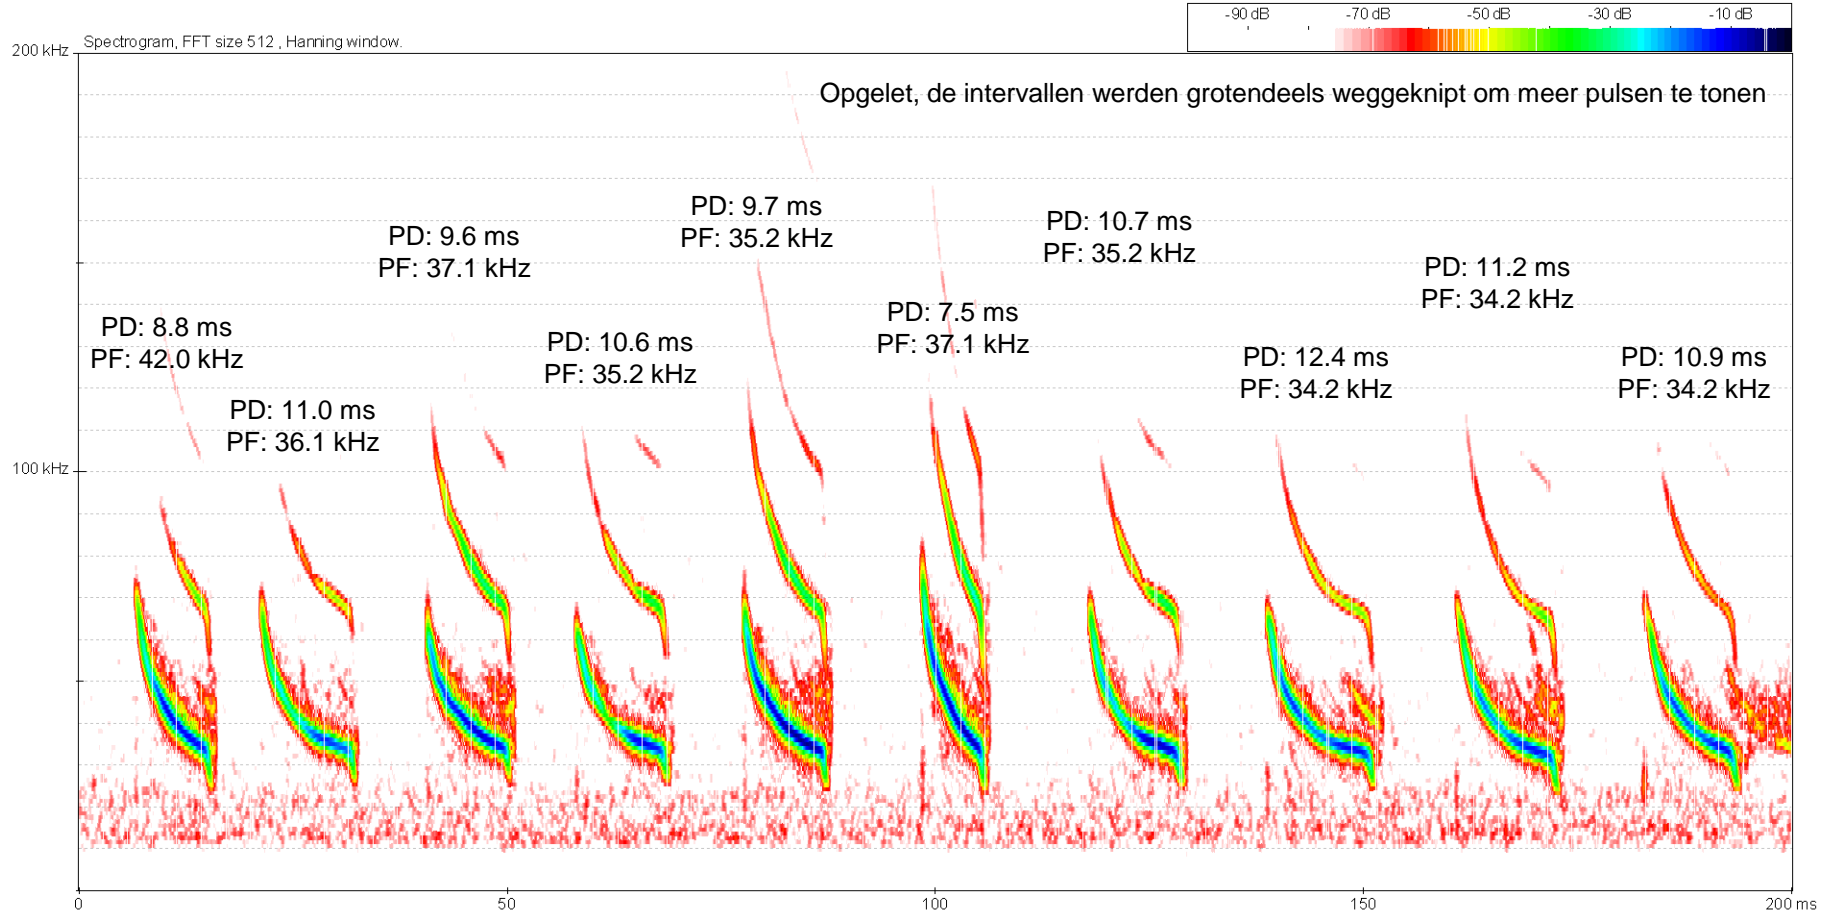 -90 dB -70 dB -50 dB -30 dB -10 dB
Spectrogram, FFT size 512 , Hanning window.
200 kHz
Opgelet, de intervallen werden grotendeels weggeknipt om meer pulsen te tonen
PD: 8.8 ms
PF: 42.0 kHz
PD: 11.0 ms
PF: 36.1 kHz
PD: 9.6 ms
PF: 37.1 kHz
PD: 10.6 ms
PF: 35.2 kHz
PD: 9.7 ms
PF: 35.2 kHz
PD: 7.5 ms
PF: 37.1 kHz
PD: 10.7 ms
PF: 35.2 kHz
PD: 12.4 ms
PF: 34.2 kHz
PD: 11.2 ms
PF: 34.2 kHz
PD: 10.9 ms
PF: 34.2 kHz
100 kHz
0 50 100 150 200 ms